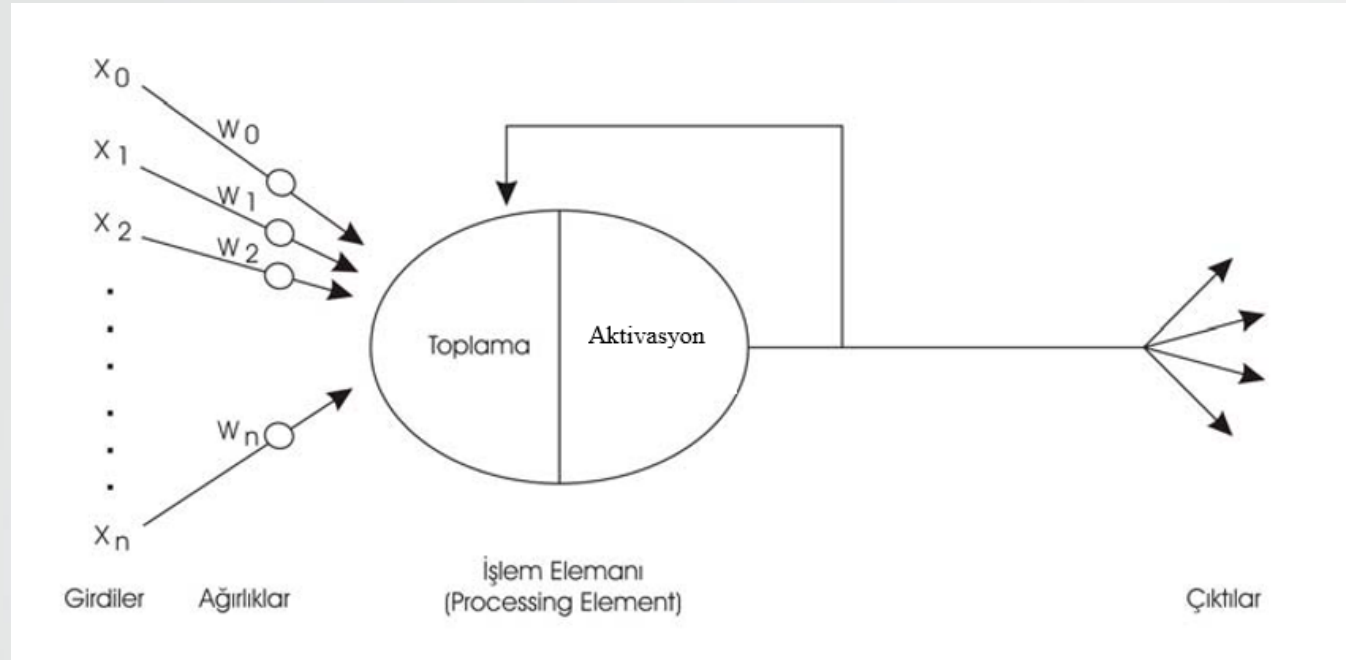 X0
W0
X1
W1
X2
W2
Toplama
Aktivasyon
Wn
Xn
Girdiler
Ağırlıklar
İşlem Elemanı
(Processing Element)
Çıktılar